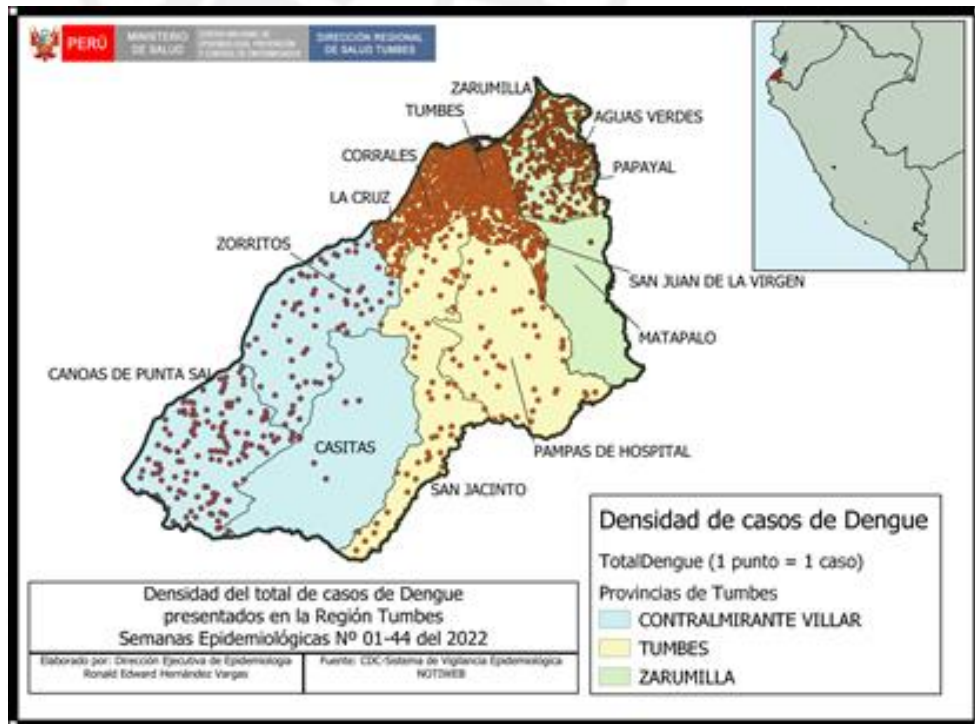 PERÚ
MINISTERIO
DE SALUD
DIRECCIÓN REGIONAL
DE SALUD TUMBES
ZARUMILLA
TUMBES
AGUAS VERDES
CORRALES
PAPAYAL
LA CRUZ
ZORRITOS
SAN JUAN DE LA VIRGEN
MATAPALO
CANOAS DE PUNTA SAL
CASITAS
PAMPAS DE HOSPITAL
SAN JACINTO
Densidad de casos de Dengue
TotalDengue (1 punto = 1 caso)
Provincias de Tumbes
CONTRALMIRANTE VILLAR
TUMBES
ZARUMILLA
Densidad del total de casos de Dengue
presentados en la Región Tumbes
Semanas Epidemiológicas Nº 01-44 del 2022
Elaborado por: Dirección Ejecutiva de Epidemiología
Ronald Edward Hernández Vargas
Fuente: CDC-Sistema de Vigilancia Epidemiológica
NOTIWEB